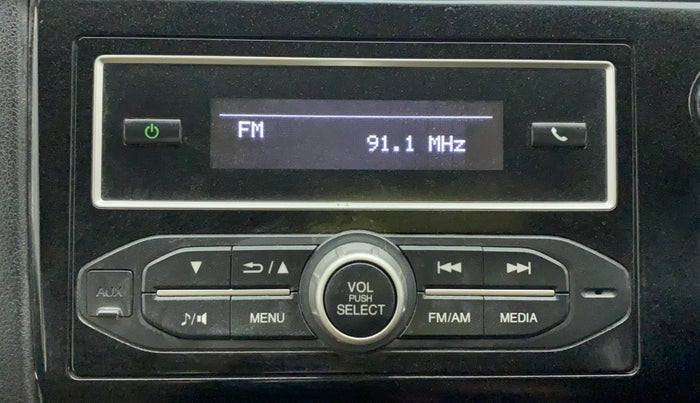 FM
91.1 MHz
AUX
VOL
PUSH
SELECT
MENU
FM/AM
MEDIA